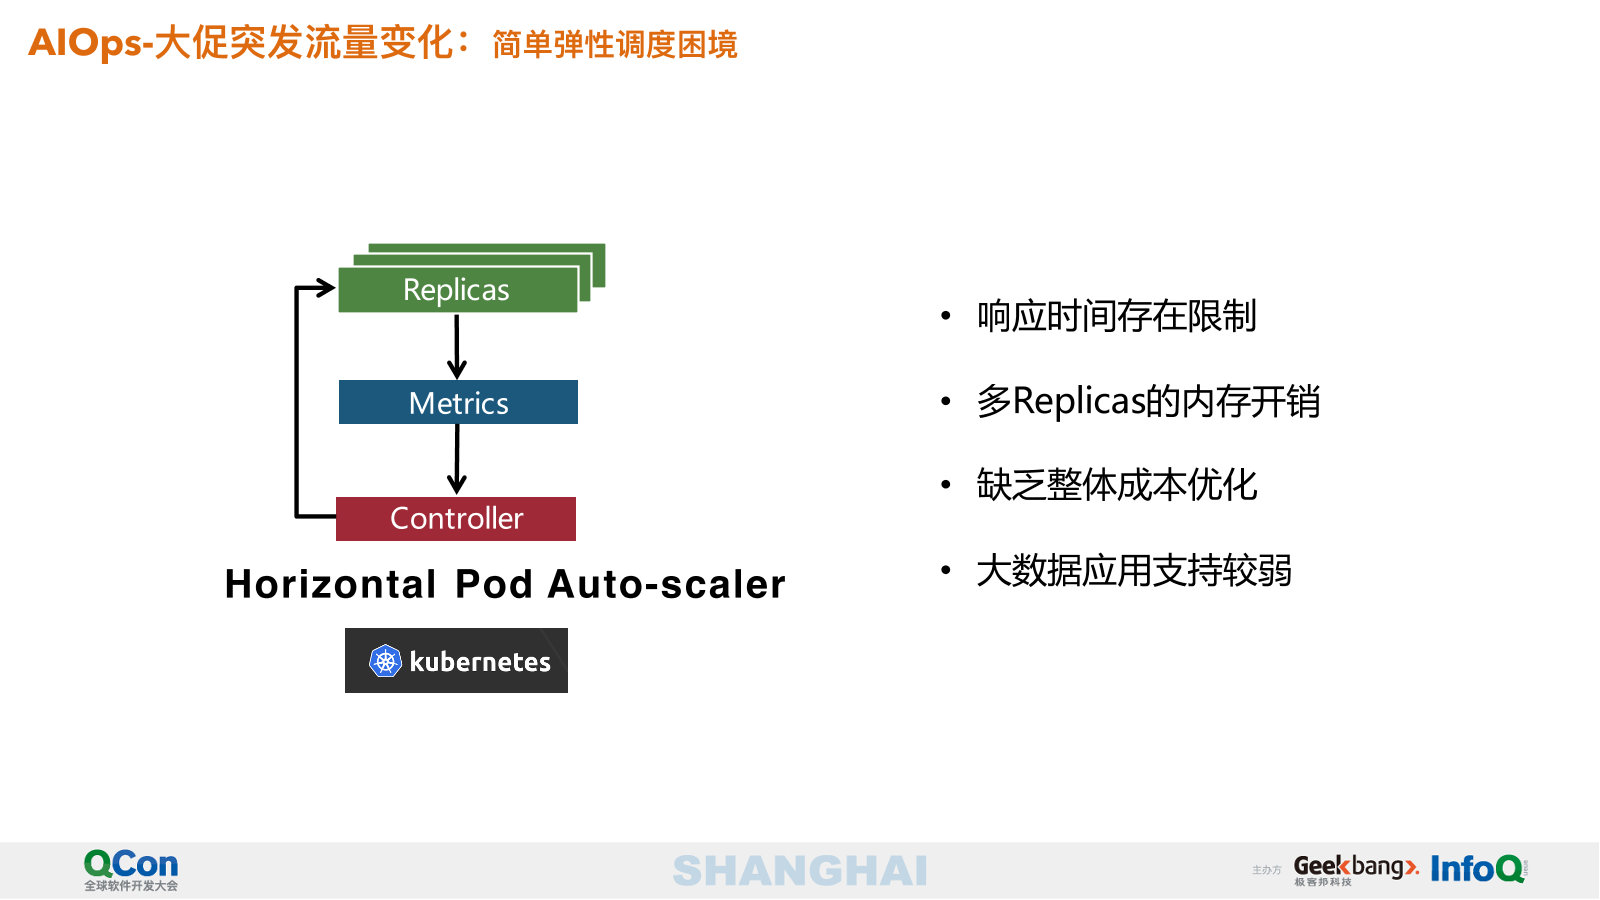 AIOps-大促突发流量变化：简单弹性调度困境
Replicas
Metrics
Controller
Horizontal Pod Auto-scaler
kubernetes
• 响应时间存在限制
• 多Replicas的内存开销
• 缺乏整体成本优化
• 大数据应用支持较弱
QCon
全球软件开发大会
SHANGHAI
主办方
Geekbang
极客邦科技
InfoQ